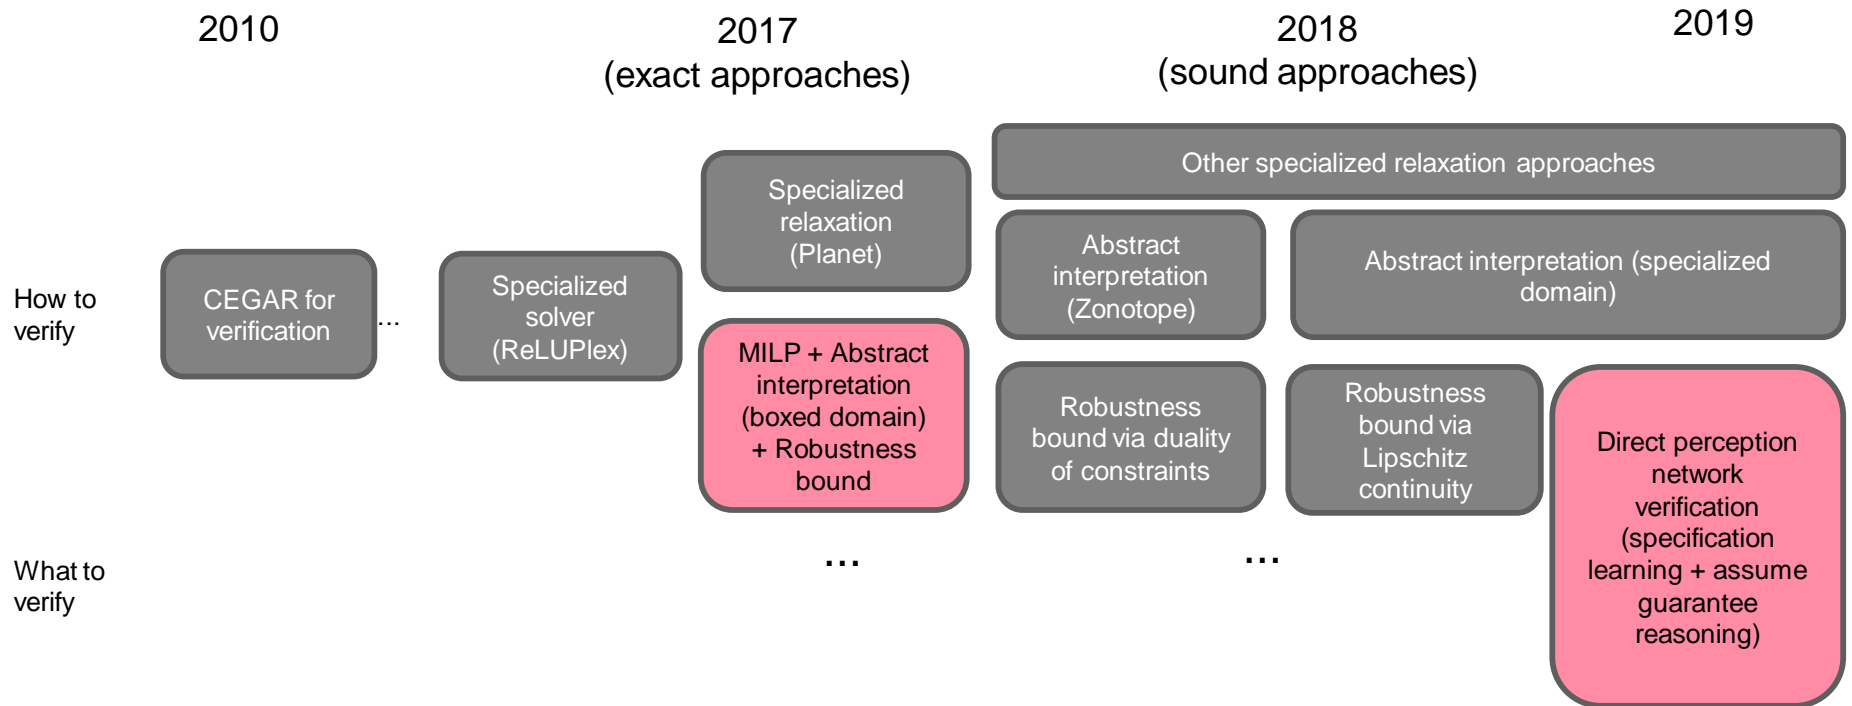 2010
2017
(exact approaches)
2018
(sound approaches)
2019
How to
verify
What to
verify
CEGAR for
verification
...
Specialized
solver
(ReLUPlex)
Specialized
relaxation
(Planet)
MILP + Abstract
interpretation
(boxed domain)
+ Robustness
bound
...
Other specialized relaxation approaches
Abstract
interpretation
(Zonotope)
Abstract interpretation (specialized
domain)
Robustness
bound via duality
of constraints
Robustness
bound via
Lipschitz
continuity
...
Direct perception
network
verification
(specification
learning + assume
guarantee
reasoning)